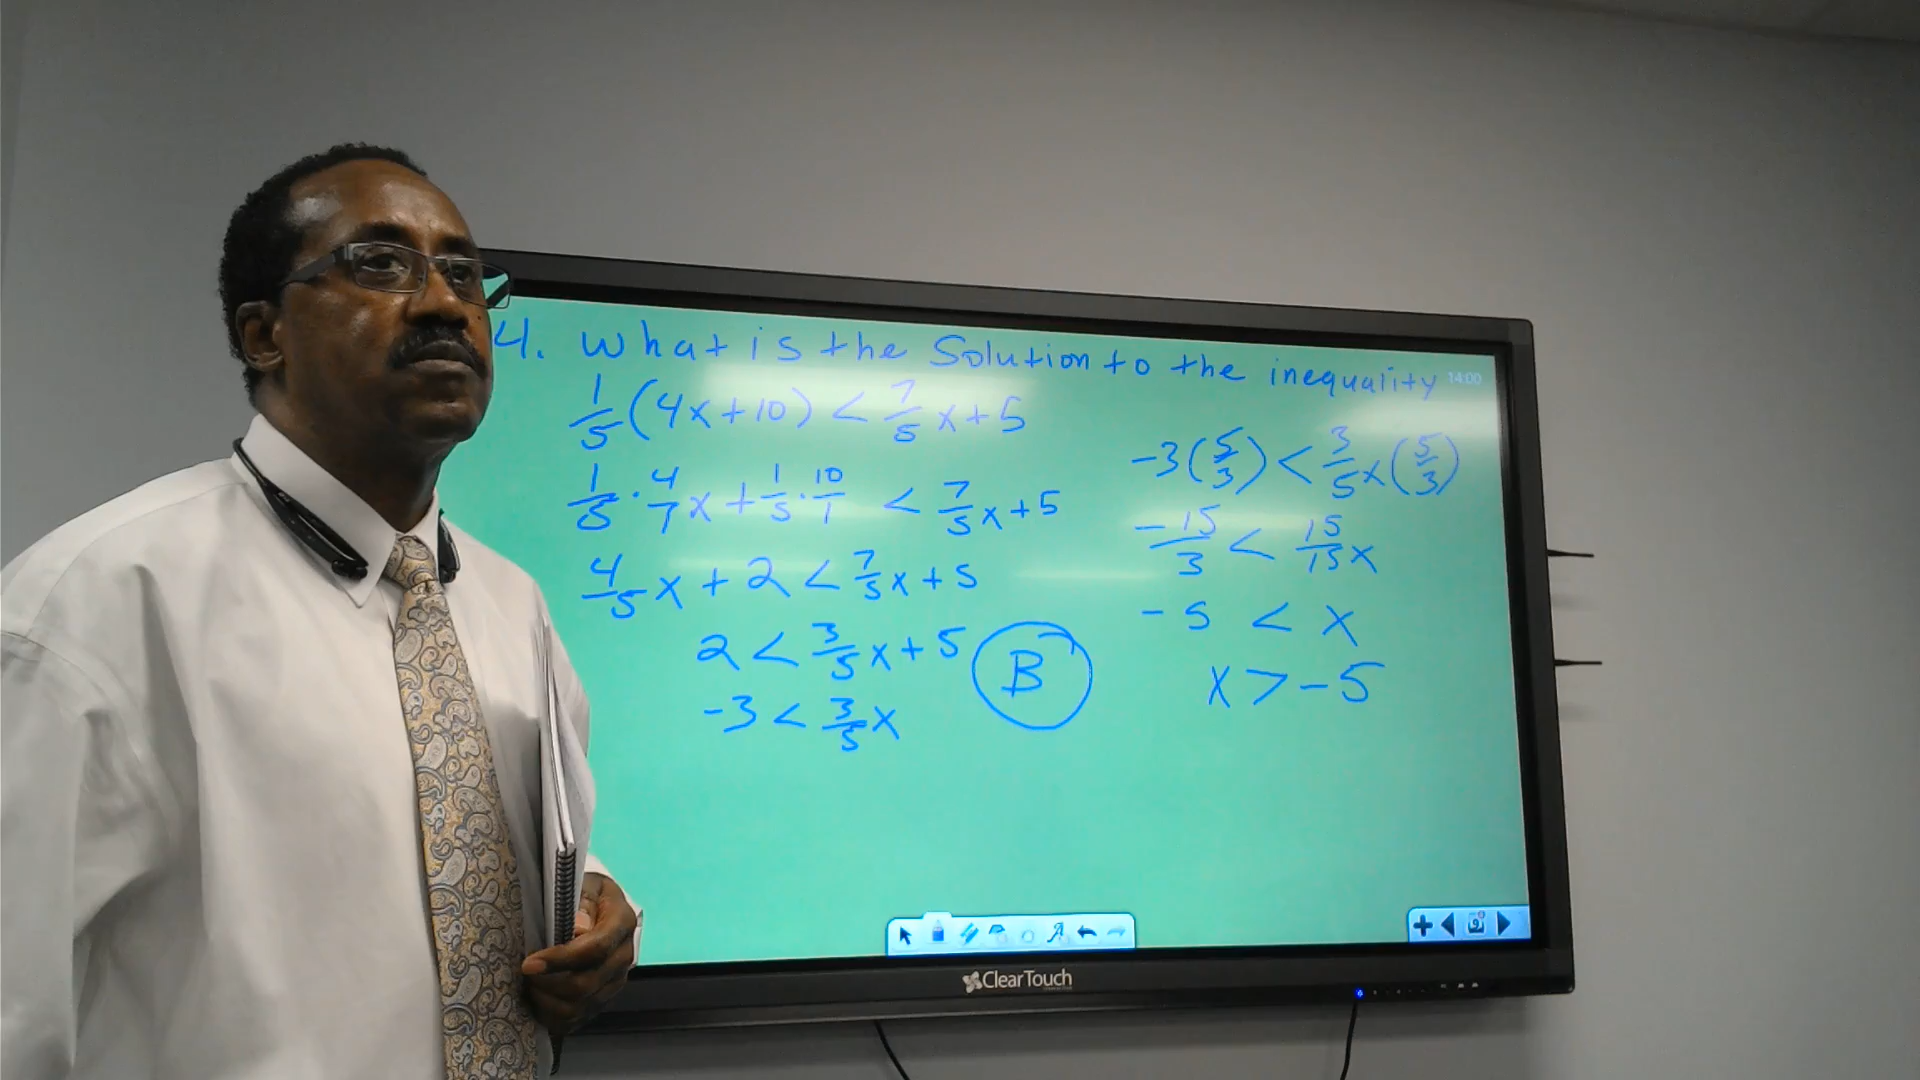 4. What is the Solution to the inequality
14:00
1/5(4x+10) < 7/5x+5
1/5·4/7x+1/5·10/1 < 7/5x+5
4/5x+2<7/5x+5
2<3/5x+5
-3<3/5x
B
-3(5/3)<3/5x(5/3)
-15/3<15/15x
-5 < x
x>-5
9
ClearTouch